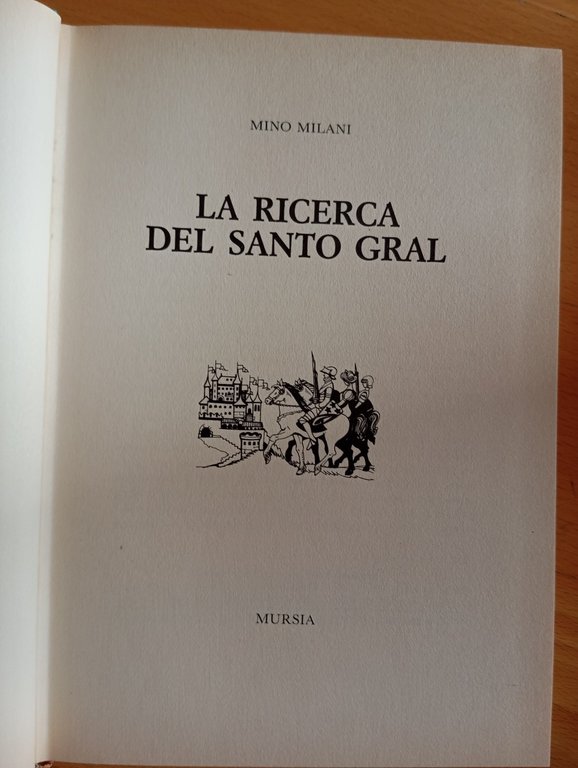 MINO MILANI
LA RICERCA
DEL SANTO GRAL
MURSIA